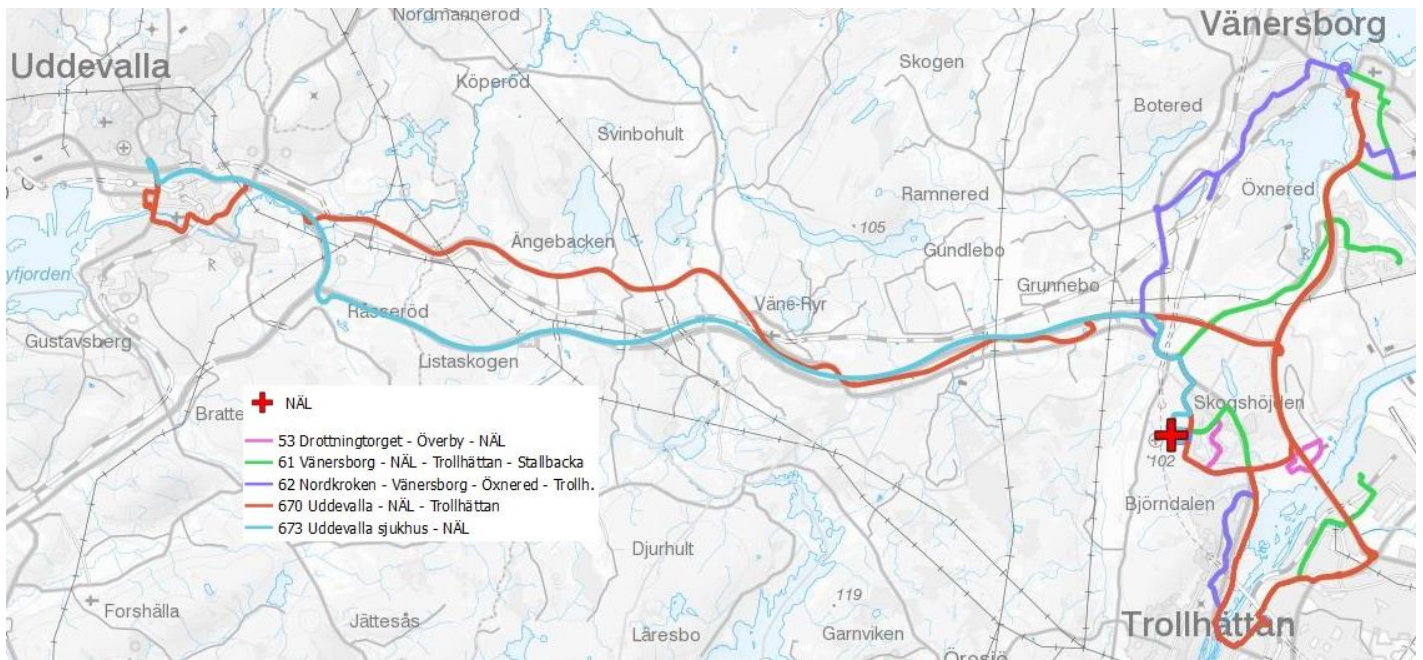 Nordmannerod
Vänersborg
Uddevalla
Köperöd
Skogen
Botered
Svinbohult
Ramnered
Öxnered
105
Ängebacken
Gundlebo
yfjorden
Grunnebo
Väne-Ryr
Råsseröd
Gustavsberg
Listaskogen
Bratte
Skogshöjden
NÄL
102
53 Drottningtorget - Överby - NÄL
61 Vänersborg - NÄL - Trollhättan - Stallbacka
62 Nordkroken - Vänersborg - Öxnered - Trollh.
670 Uddevalla - NÄL - Trollhättan
673 Uddevalla sjukhus - NÄL
Björndalen
Djurhult
119
Forshälla
Jättesås
Läresbo
Garnviken
Trollhättan